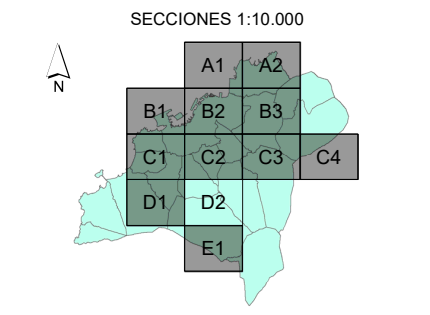 SECCIONES 1:10.000
N
A1 A2
B1 B2 B3
C1 C2 C3 C4
D1 D2
E1